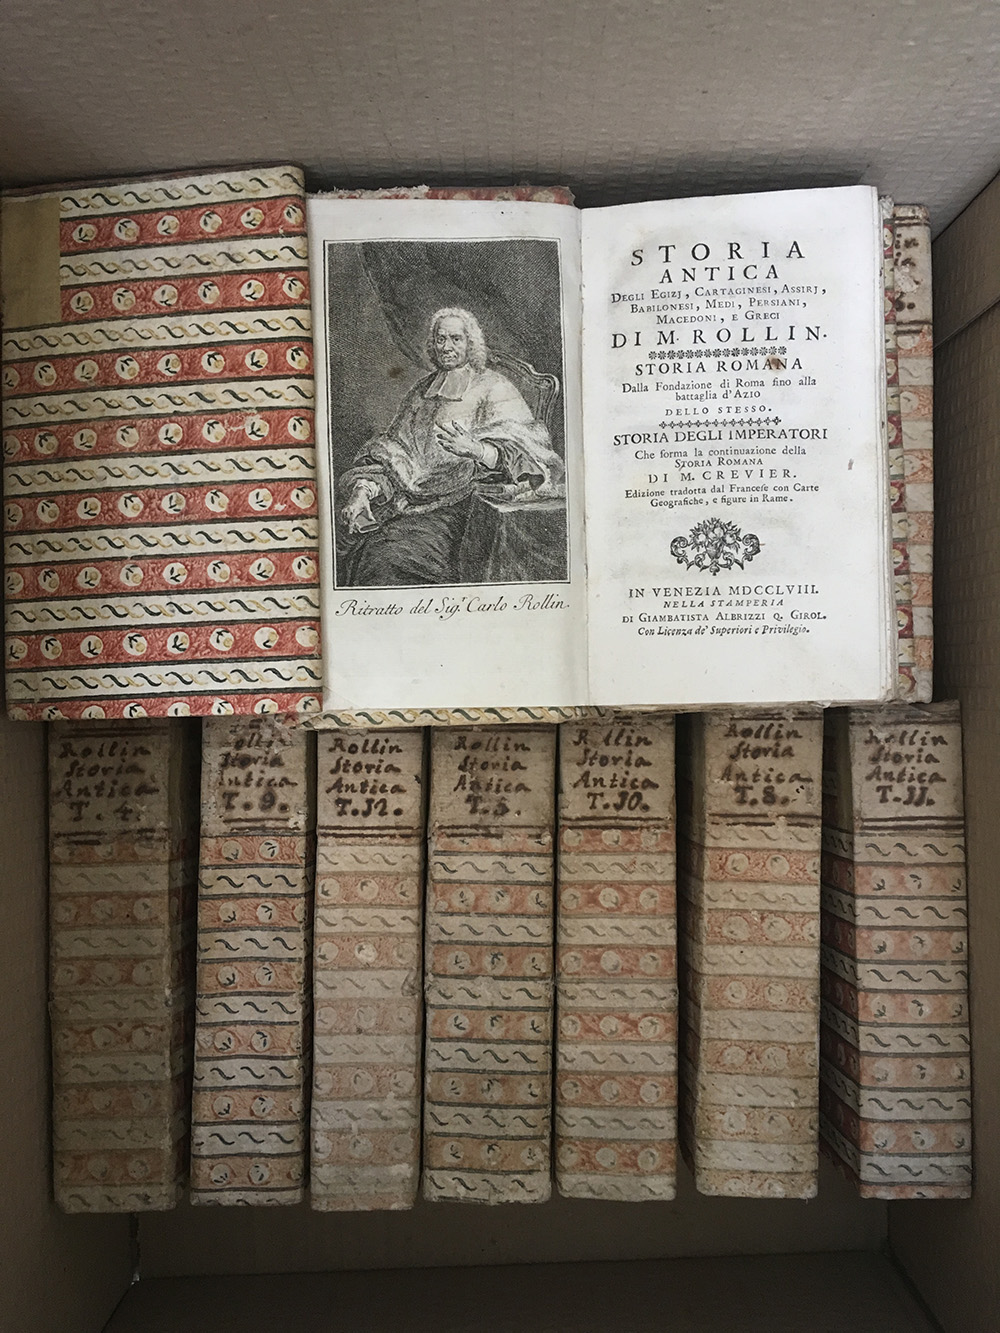 Ritratto del Sig.r Carlo Rollin.
STORIA
ANTICA
DEGLI EGIZJ, CARTAGINESI, ASSIRJ,
BABILONESI, MEDI, PERSIANI,
MACEDONI, E GRECI
DI M. ROLLIN.
STORIA ROMANA
Dalla Fondazione di Roma fino alla
battaglia d'Azio
DELLO STESSO.
STORIA DEGLI IMPERATORI
Che forma la continuazione della
STORIA ROMANA
DI M. CREVIER.
Edizione tradotta dal Francese con Carte
Geografiche, e figure in Rame.
IN VENEZIA MDCCLVIII.
NELLA STAMPERIA
DI GIAMBATISTA ALBRIZZI Q. GIROL.
Con Licenza de' Superiori e Privilegio.
Rollin
Storia
Antica
T. 4.
ollin
Storia
Antica
T. 9.
Rollin
Storia
Antica
T. 12.
Rollin
Storia
Antica
T. 5.
Rollin
Storia
Antica
T. 10.
Rollin
Storia
Antica
T. 8.
Rollin
Storia
Antica
T. 11.